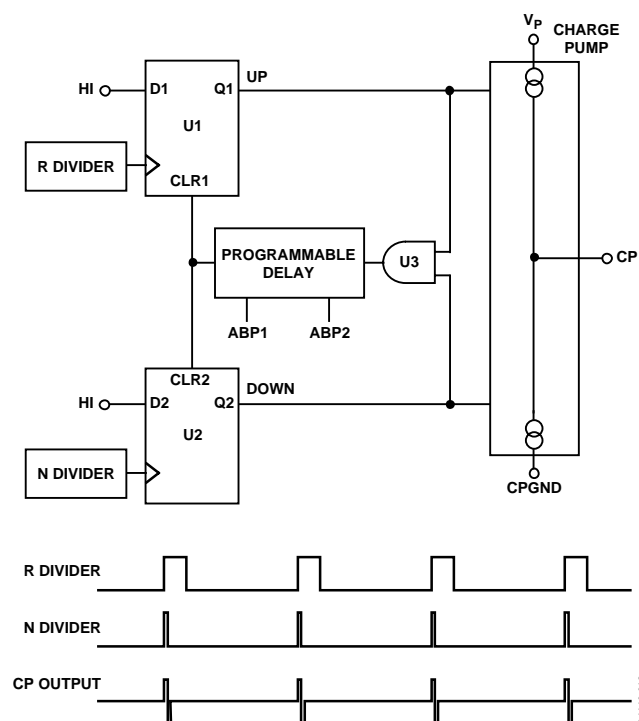 VP
CHARGE
PUMP
HI
D1
Q1
UP
U1
R DIVIDER
CLR1
PROGRAMMABLE
DELAY
U3
CP
ABP1
ABP2
CLR2
DOWN
HI
D2
Q2
U2
N DIVIDER
CPGND
R DIVIDER
N DIVIDER
CP OUTPUT